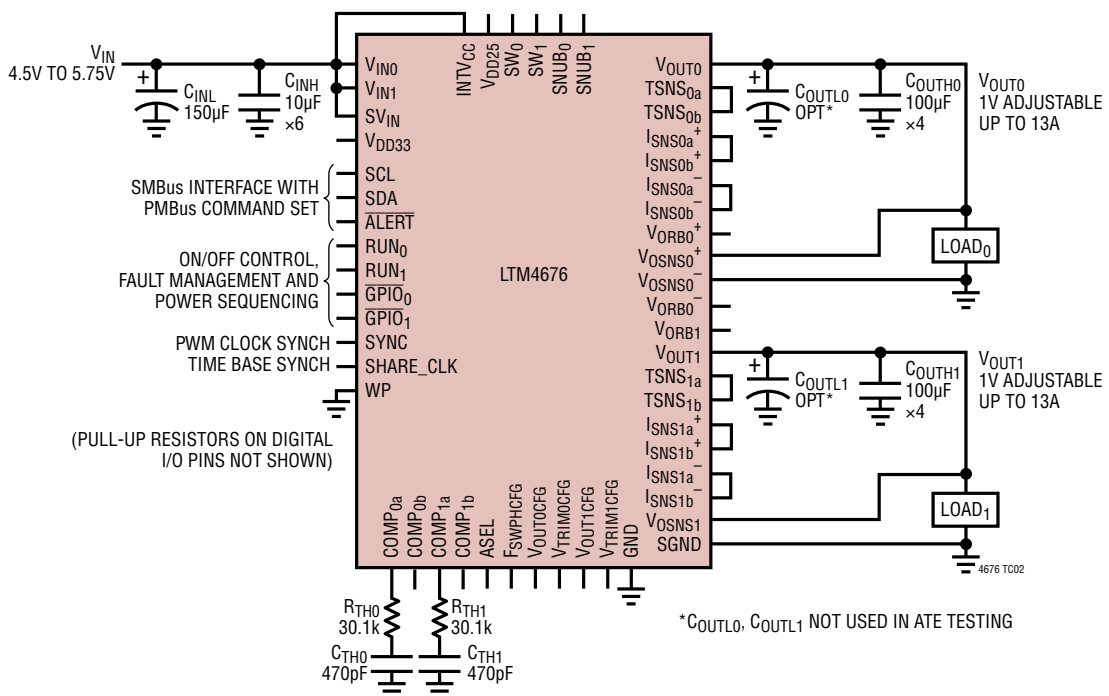 VIN
4.5V TO 5.75V
CINL
150µF
CINH
10µF
×6
INTVCC
VDD25
SW0
SW1
SNUB0
SNUB1
VIN0
VIN1
SVIN
VDD33
SCL
SDA
ALERT
RUN0
RUN1
GPIO0
GPIO1
SYNC
SHARE_CLK
WP
SMBus INTERFACE WITH
PMBus COMMAND SET
ON/OFF CONTROL,
FAULT MANAGEMENT AND
POWER SEQUENCING
PWM CLOCK SYNCH
TIME BASE SYNCH
(PULL-UP RESISTORS ON DIGITAL
I/O PINS NOT SHOWN)
LTM4676
VOUT0
TSNS0a
TSNS0b
ISNS0a+
ISNS0b+
ISNS0a–
ISNS0b–
VORB0+
VOSNS0+
VOSNS0–
VORB0–
VORB1
VOUT1
TSNS1a
TSNS1b
ISNS1a+
ISNS1b+
ISNS1a–
ISNS1b–
VOSNS1
SGND
+
COUTL0
OPT*
COUTH0
100µF
×4
VOUT0
1V ADJUSTABLE
UP TO 13A
LOAD0
+
COUTL1
OPT*
COUTH1
100µF
×4
VOUT1
1V ADJUSTABLE
UP TO 13A
LOAD1
4676 TC02
+
COMP0a
COMP0b
COMP1a
COMP1b
ASEL
FSWPHCFG
VOUT0CFG
VTRIM0CFG
VOUT1CFG
VTRIM1CFG
GND
RTH0
30.1k
RTH1
30.1k
CTH0
470pF
CTH1
470pF
*COUTL0, COUTL1 NOT USED IN ATE TESTING